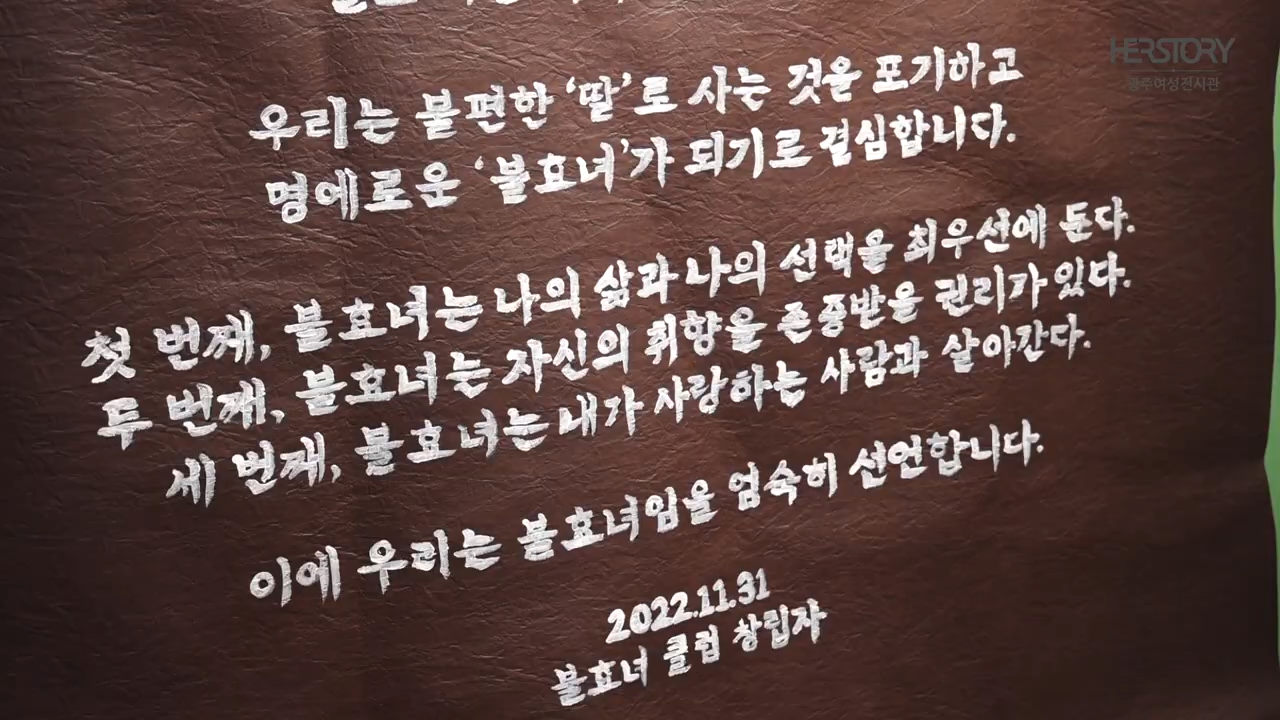 HERSTORY
광주여성전시관
우리는 불편한 '딸'로 사는 것을 포기하고
명예로운 '불효녀'가 되기로 결심합니다.
첫 번째, 불효녀는 나의 삶과 나의 선택을 최우선에 둔다.
두 번째, 불효녀는 자신의 취향을 존중받을 권리가 있다.
세 번째, 불효녀는 내가 사랑하는 사람과 살아간다.
이에 우리는 불효녀임을 엄숙히 선언합니다.
2022.11.31
불효녀 클럽 창립자